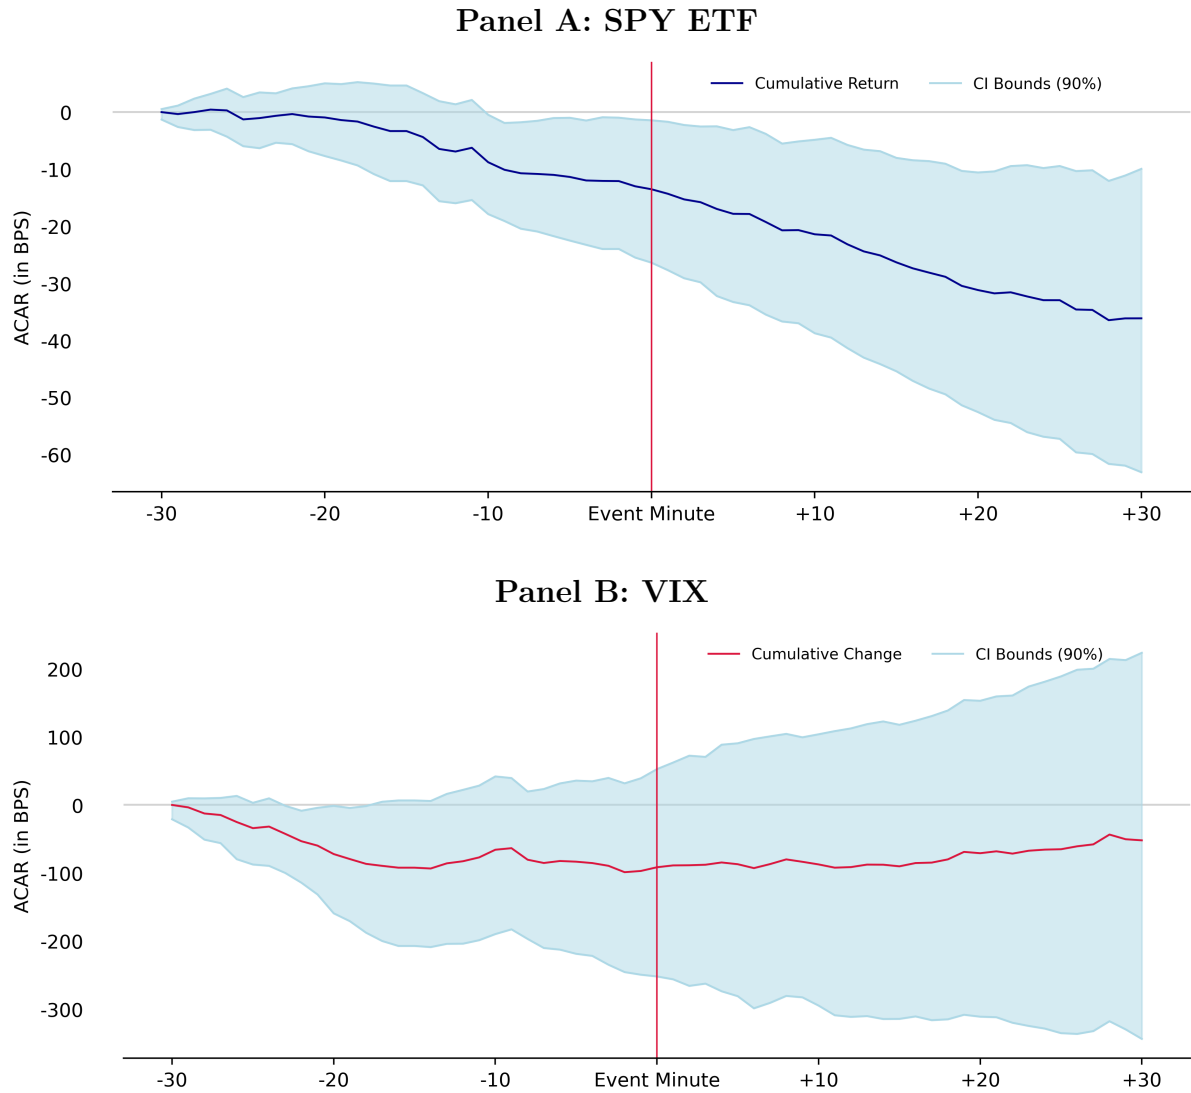 Panel A: SPY ETF
Cumulative Return
CI Bounds (90%)
ACAR (in BPS)
0
-10
-20
-30
-40
-50
-60
-30
-20
-10
Event Minute
+10
+20
+30
Panel B: VIX
Cumulative Change
CI Bounds (90%)
ACAR (in BPS)
200
100
0
-100
-200
-300
-30
-20
-10
Event Minute
+10
+20
+30